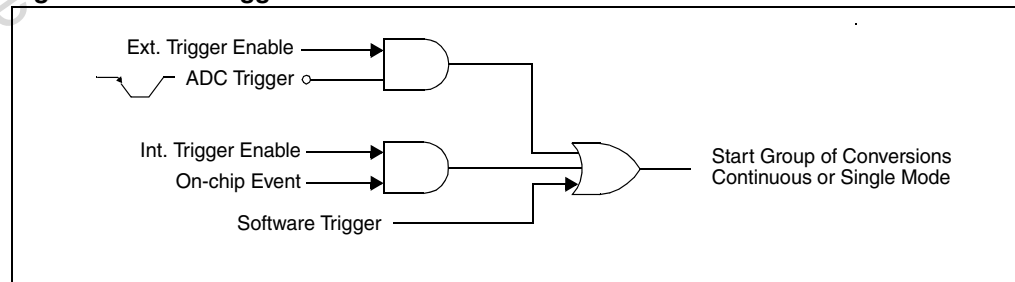 Ext. Trigger Enable
ADC Trigger
Int. Trigger Enable
On-chip Event
Software Trigger
Start Group of Conversions
Continuous or Single Mode